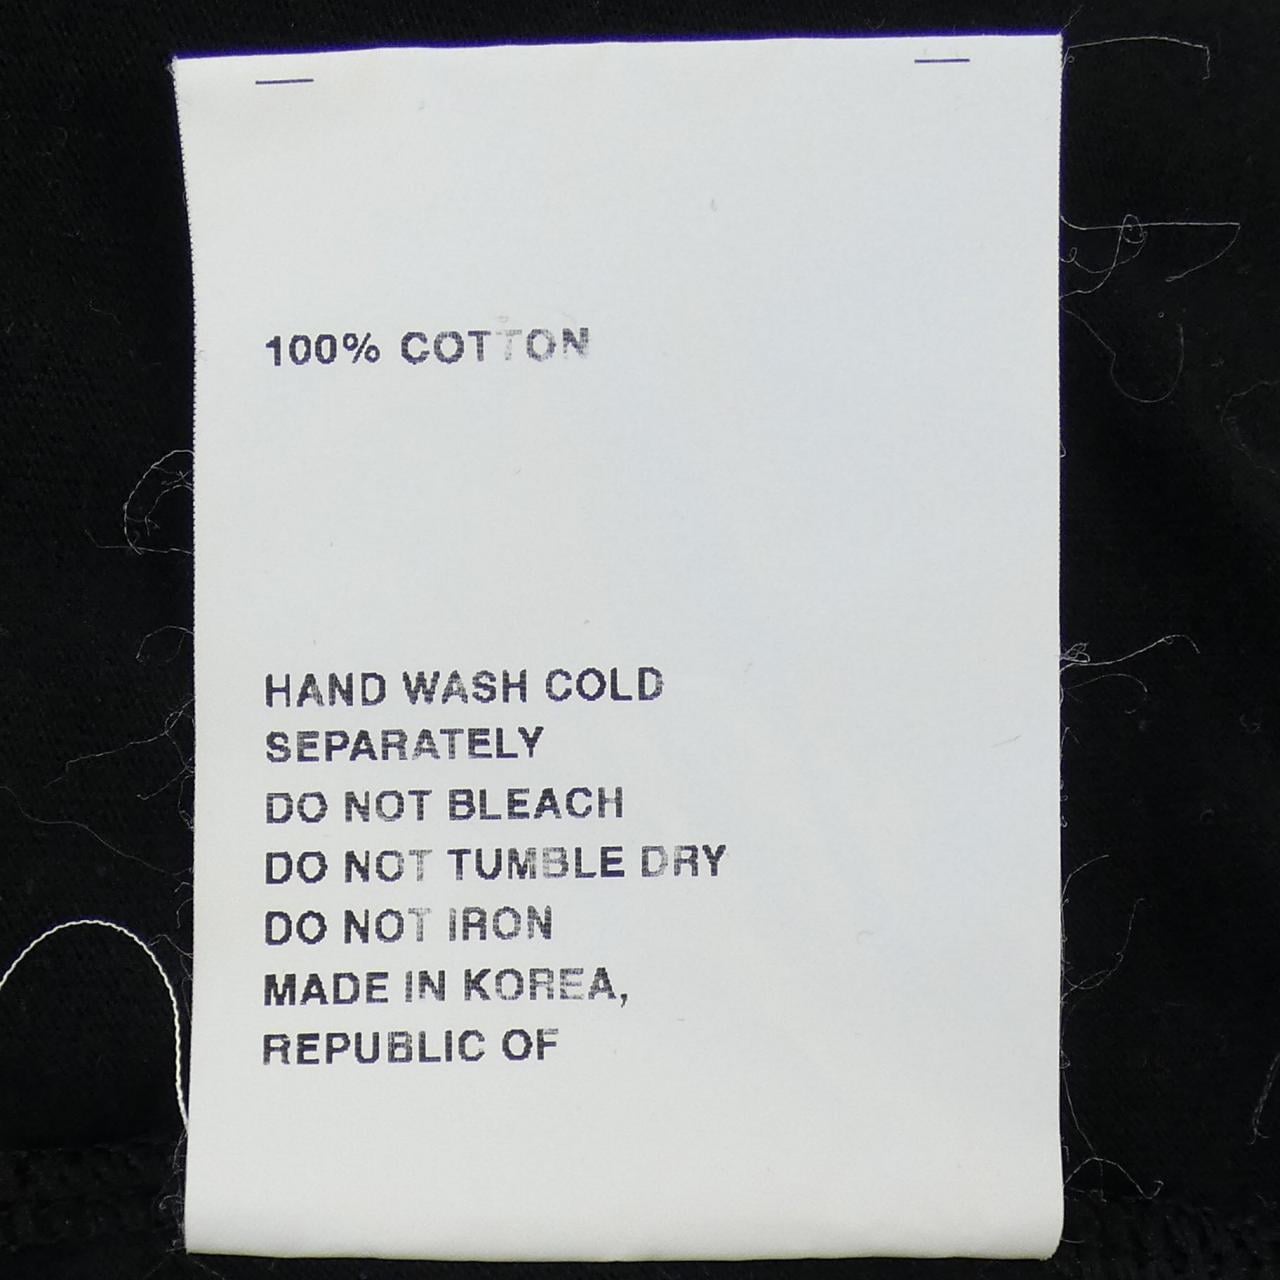 100% COTTON
HAND WASH COLD
SEPARATELY
DO NOT BLEACH
DO NOT TUMBLE DRY
DO NOT IRON
MADE IN KOREA,
REPUBLIC OF